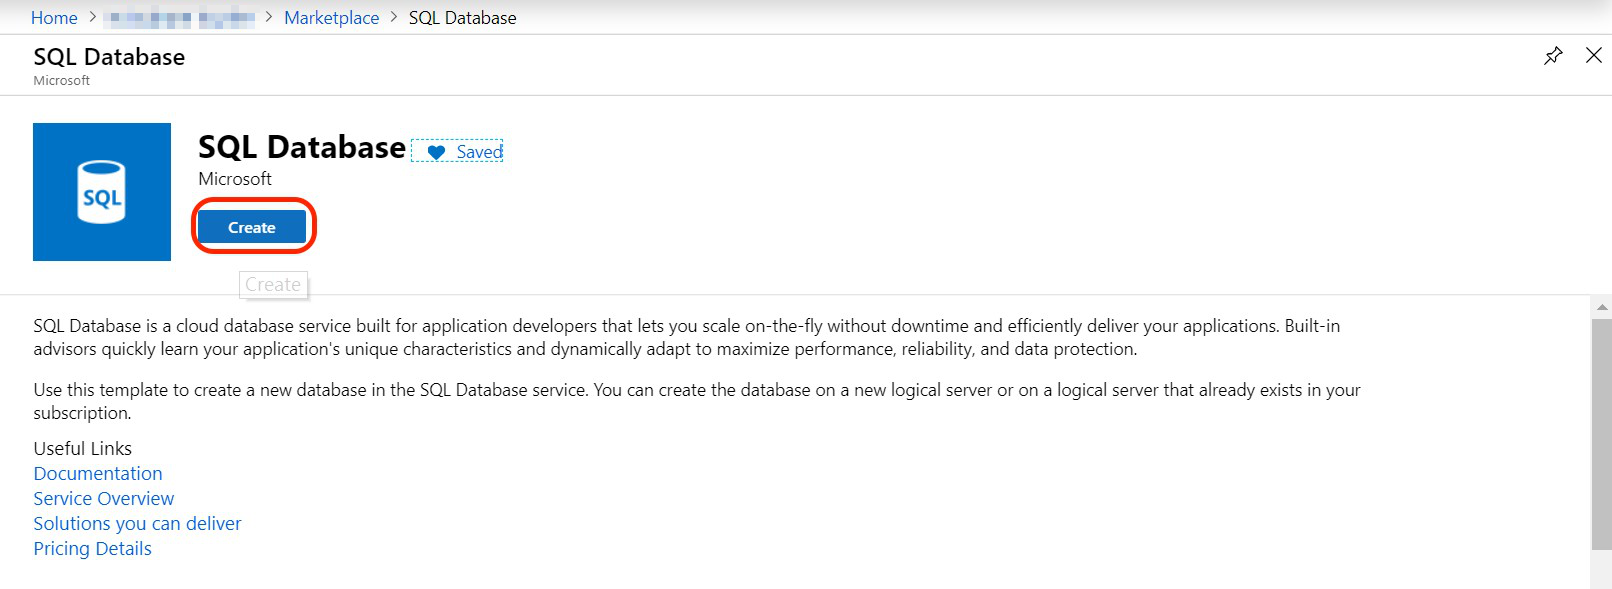 Home > > Marketplace > SQL Database
SQL Database
Microsoft
SQL
SQL Database Saved
Microsoft
Create
Create
SQL Database is a cloud database service built for application developers that lets you scale on-the-fly without downtime and efficiently deliver your applications. Built-in
advisors quickly learn your application's unique characteristics and dynamically adapt to maximize performance, reliability, and data protection.
Use this template to create a new database in the SQL Database service. You can create the database on a new logical server or on a logical server that already exists in your
subscription.
Useful Links
Documentation
Service Overview
Solutions you can deliver
Pricing Details